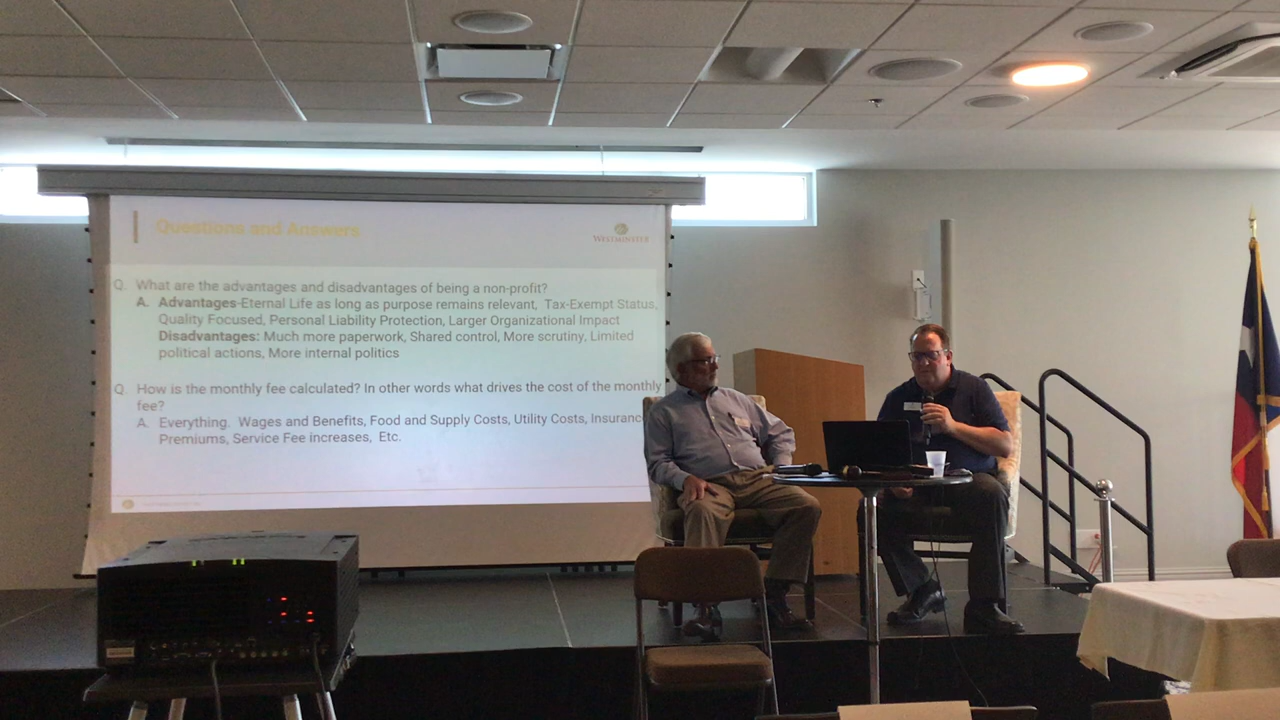 Questions and Answers
WESTMINSTER
Q. What are the advantages and disadvantages of being a non-profit?
A. Advantages-Eternal Life as long as purpose remains relevant, Tax-Exempt Status,
Quality Focused, Personal Liability Protection, Larger Organizational Impact
Disadvantages: Much more paperwork, Shared control, More scrutiny, Limited
political actions, More internal politics
Q. How is the monthly fee calculated? In other words what drives the cost of the monthly
fee?
A. Everything. Wages and Benefits, Food and Supply Costs, Utility Costs, Insurance
Premiums, Service Fee increases, Etc.